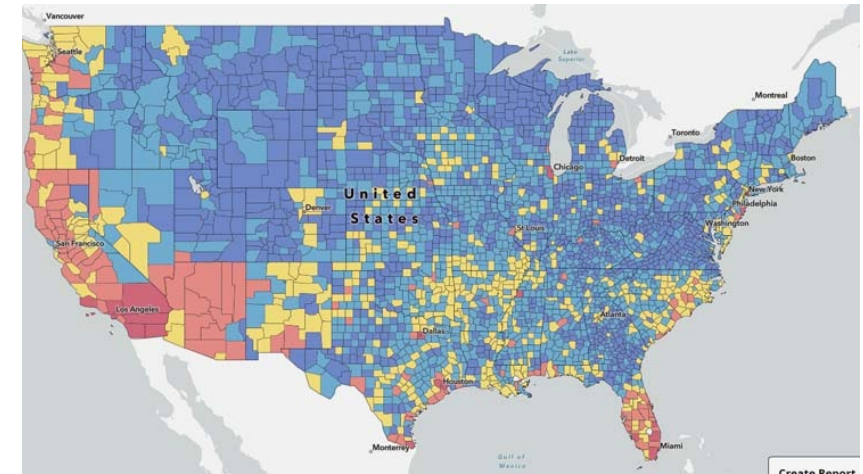 Vancouver
Seattle
Lake
Superior
Montreal
Toronto
Detroit
Chicago
Boston
New York
Philadelphia
Washington
United
States
Denver
St Louis
San Francisco
Los Angeles
Atlanta
Dallas
Houston
Monterrey
Gulf of
Mexico
Miami
Create Report